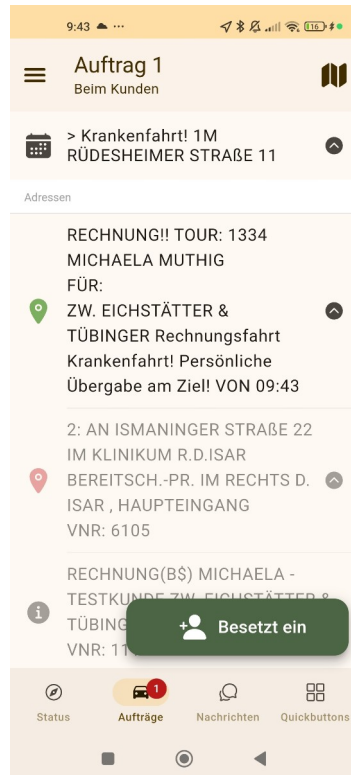 9:43
16
Auftrag 1
Beim Kunden
> Krankenfahrt! 1M
RÜDESHEIMER STRAßE 11
Adressen
RECHNUNG!! TOUR: 1334
MICHAELA MUTHIG
FÜR:
ZW. EICHSTÄTTER &
TÜBINGER Rechnungsfahrt
Krankenfahrt! Persönliche
Übergabe am Ziel! VON 09:43
2: AN ISMANINGER STRAßE 22
IM KLINIKUM R.D.ISAR
BEREITSCH.-PR. IM RECHTS D.
ISAR , HAUPTEINGANG
VNR: 6105
RECHNUNG(B$) MICHAELA -
TESTKUNDE ZW. EICHSTÄTTER &
TÜBING
VNR: 11
Besetzt ein
1
Status
Aufträge
Nachrichten
Quickbuttons